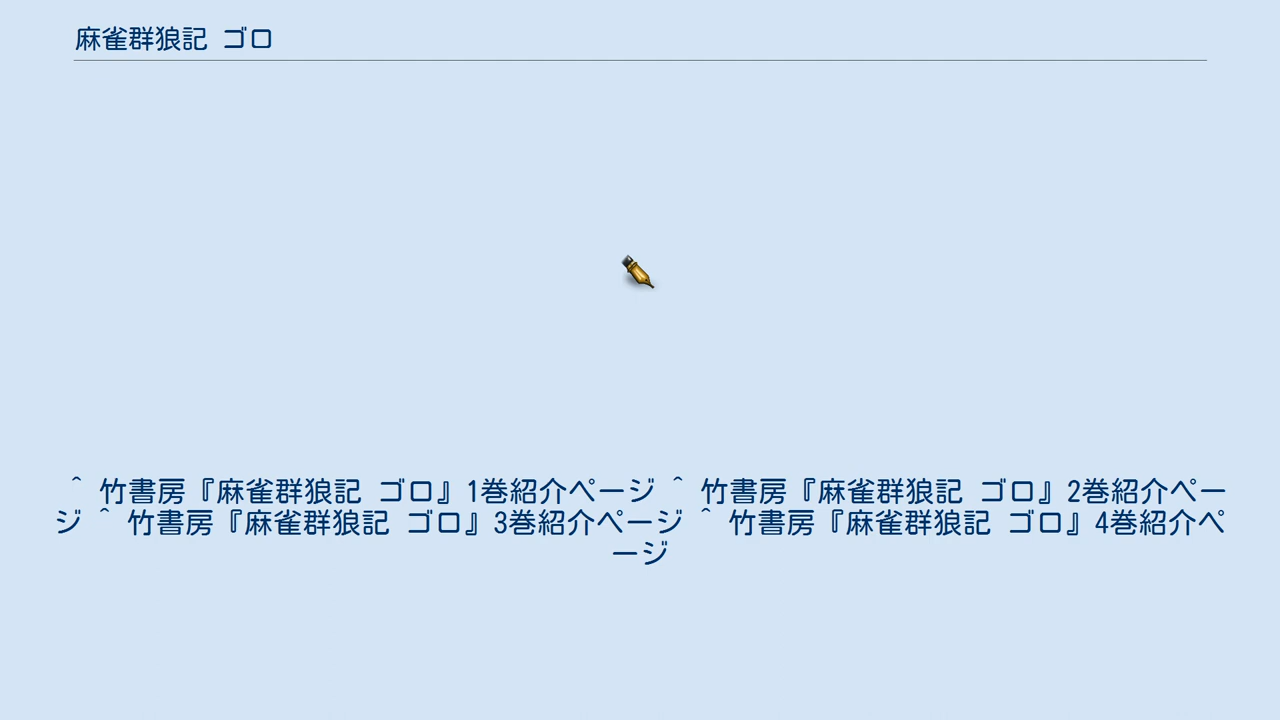 麻雀群狼記 ゴロ
^ 竹書房『麻雀群狼記 ゴロ』1巻紹介ページ ^ 竹書房『麻雀群狼記 ゴロ』2巻紹介ペー
ジ ^ 竹書房『麻雀群狼記 ゴロ』3巻紹介ページ ^ 竹書房『麻雀群狼記 ゴロ』4巻紹介ペ
ージ